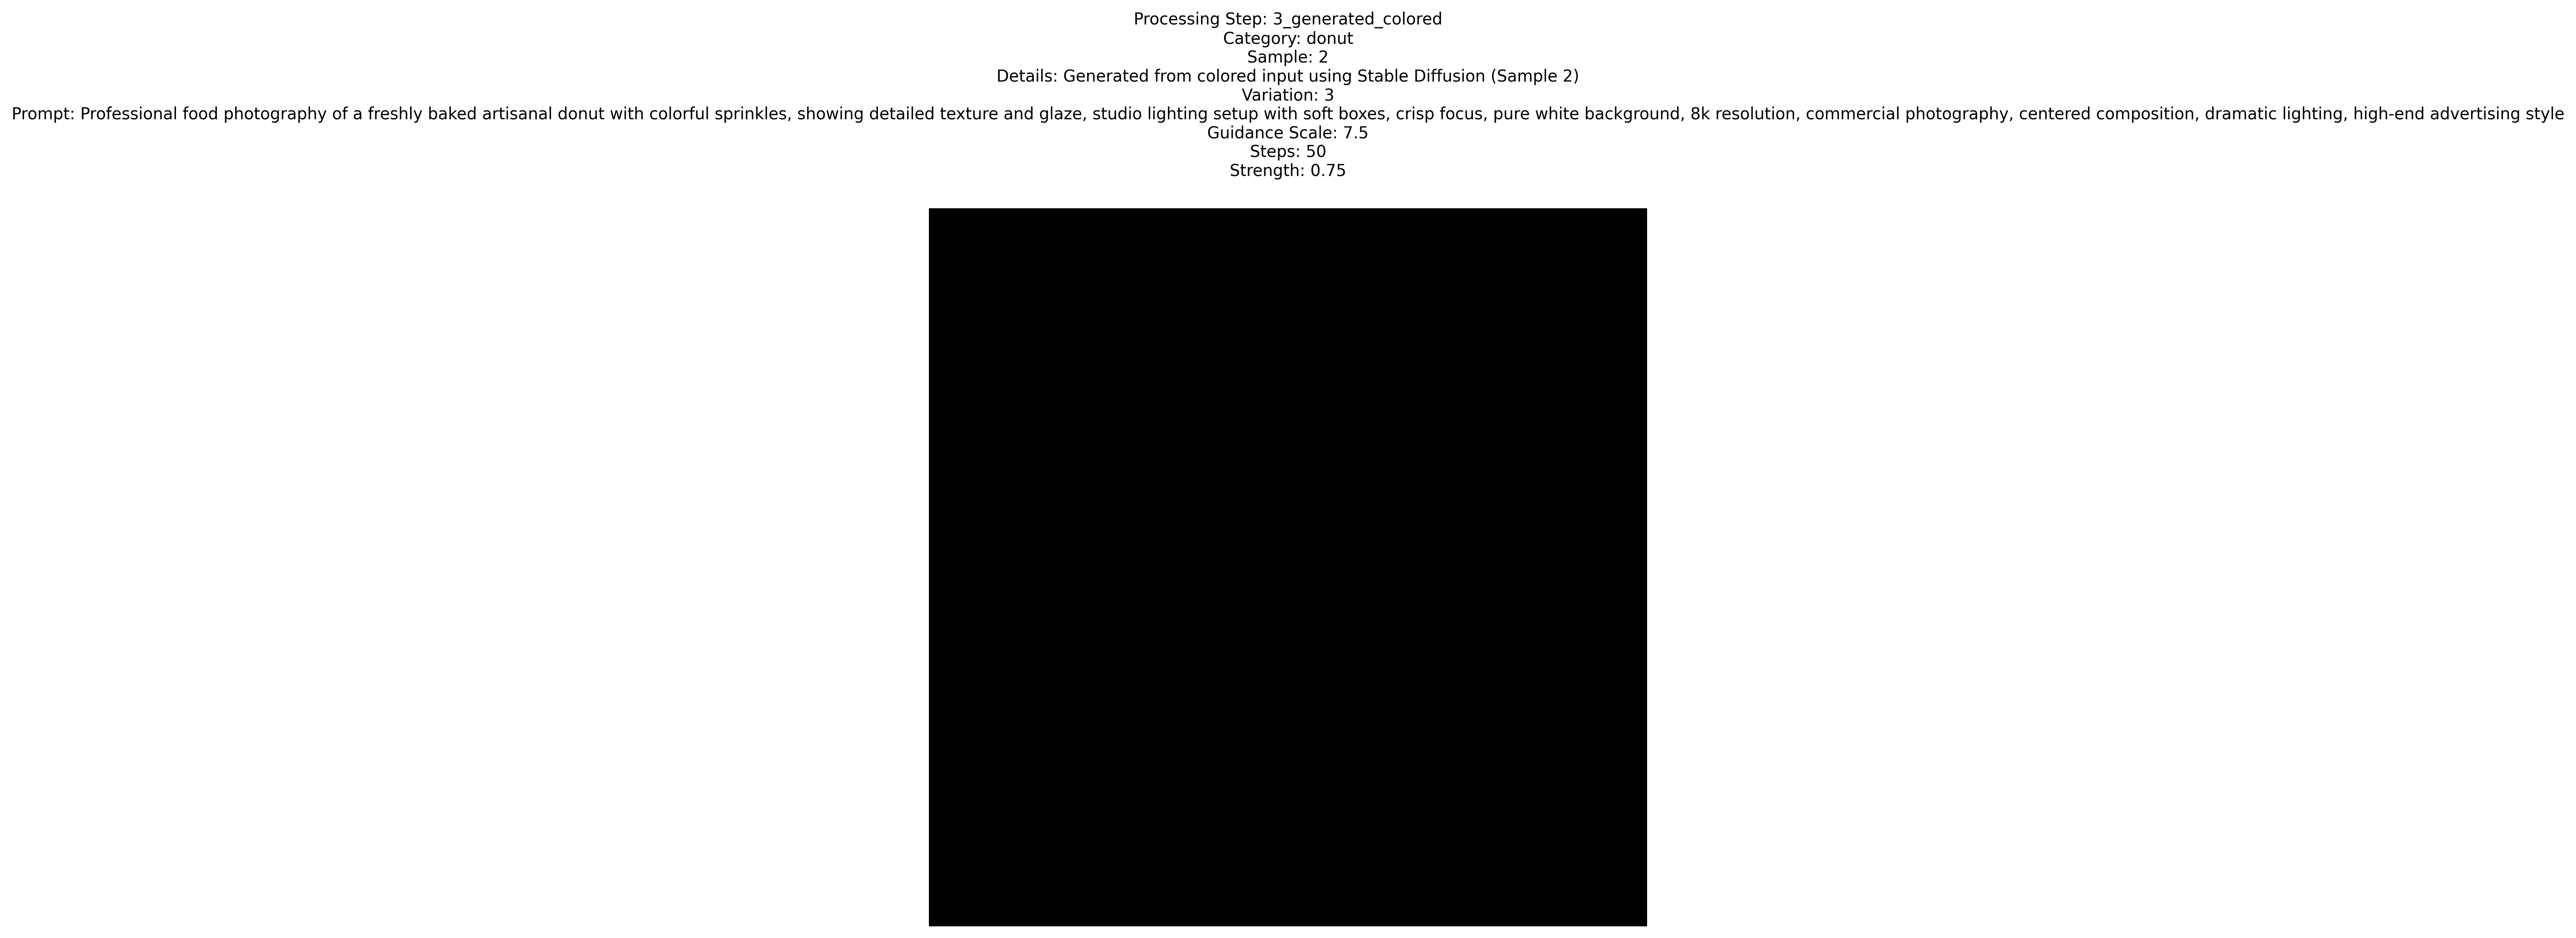 Processing Step: 3_generated_colored
Category: donut
Sample: 2
Details: Generated from colored input using Stable Diffusion (Sample 2)
Variation: 3
Prompt: Professional food photography of a freshly baked artisanal donut with colorful sprinkles, showing detailed texture and glaze, studio lighting setup with soft boxes, crisp focus, pure white background, 8k resolution, commercial photography, centered composition, dramatic lighting, high-end advertising style
Guidance Scale: 7.5
Steps: 50
Strength: 0.75